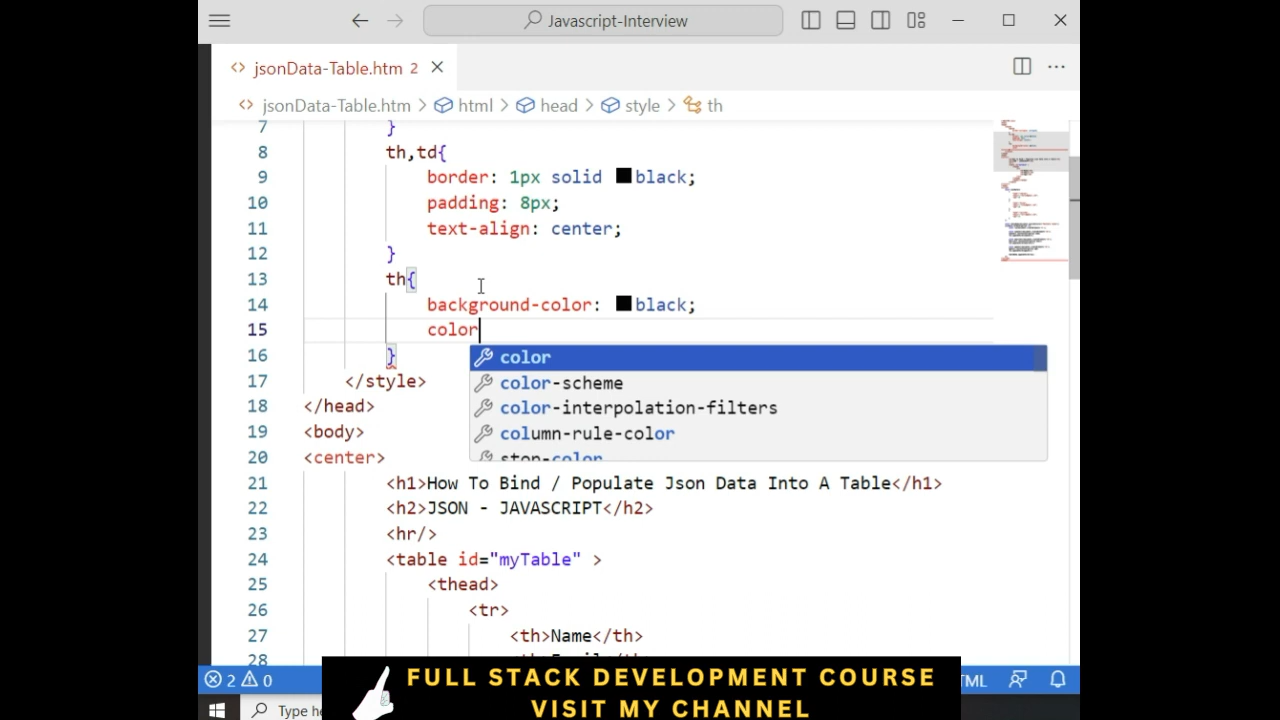 Javascript-Interview
jsonData-Table.htm 2
jsonData-Table.htm > html > head > style > th
7 }
8 th,td{
9 border: 1px solid black;
10 padding: 8px;
11 text-align: center;
12 }
13 th{
14 background-color: black;
15 color
16 }
color
17 </style>
color-scheme
18 </head>
color-interpolation-filters
19 <body>
column-rule-color
20 <center>
stop-color
21 <h1>How To Bind / Populate Json Data Into A Table</h1>
22 <h2>JSON - JAVASCRIPT</h2>
23 <hr/>
24 <table id="myTable" >
25 <thead>
26 <tr>
27 <th>Name</th>
28
2 0
FULL STACK DEVELOPMENT COURSE
VISIT MY CHANNEL
Type